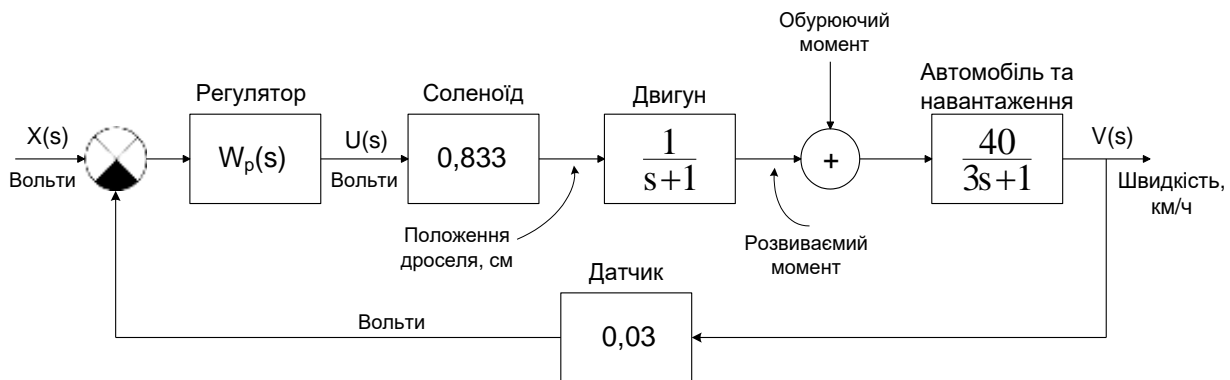 Обурюючий
момент
Регулятор
Соленоїд
Двигун
Автомобіль та
навантаження
X(s)
Вольти
Wp(s)
U(s)
Вольти
0,833
1
s+1
+
40
3s+1
V(s)
Швидкість,
км/ч
Положення
дроселя, см
Розвиваємий
момент
Датчик
Вольти
0,03